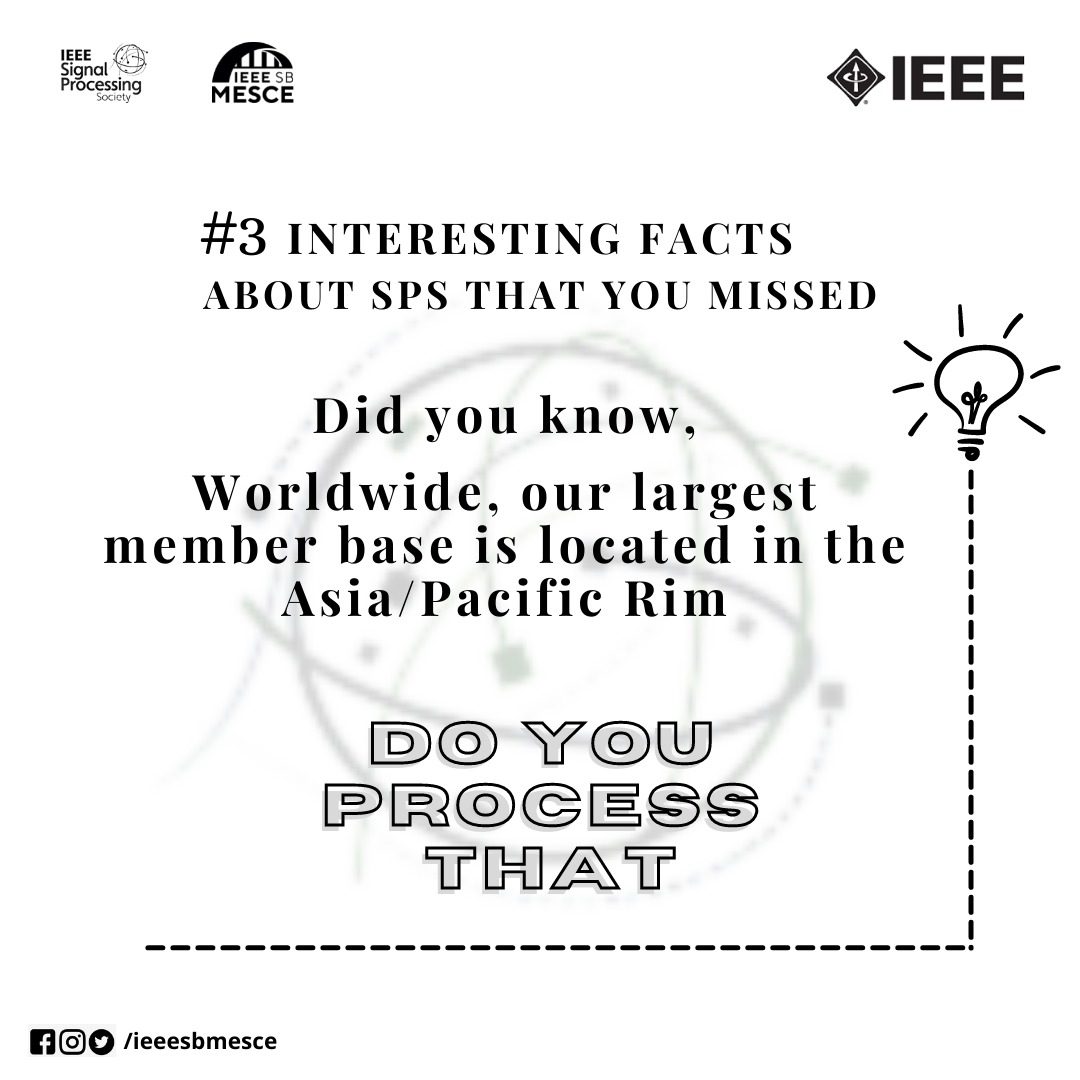 IEEE
Signal
Processing
Society
IEEE SB
MESCE
IEEE
#3 INTERESTING FACTS
ABOUT SPS THAT YOU MISSED
Did you know,
Worldwide, our largest
member base is located in the
Asia/Pacific Rim
DO YOU
PROCESS
THAT
/ieeesbmesce